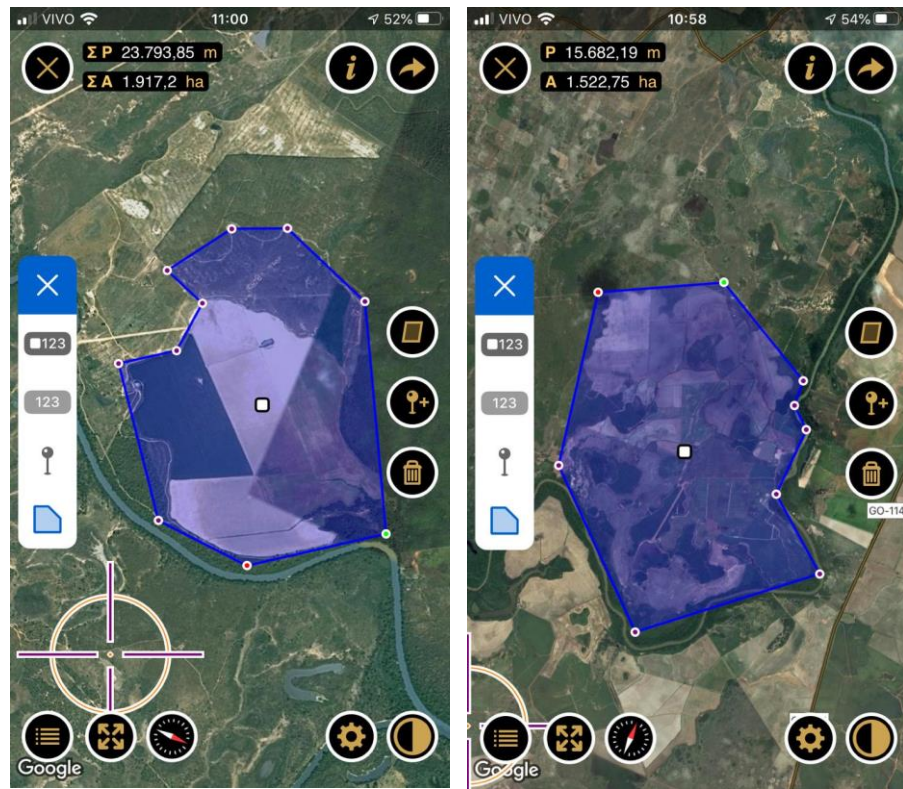 VIVO 11:00 52%
Σ P 23.793,85 m
Σ A 1.917,2 ha
i
123
123
Google
VIVO 10:58 54%
P 15.682,19 m
A 1.522,75 ha
i
123
123
GO-114
Google